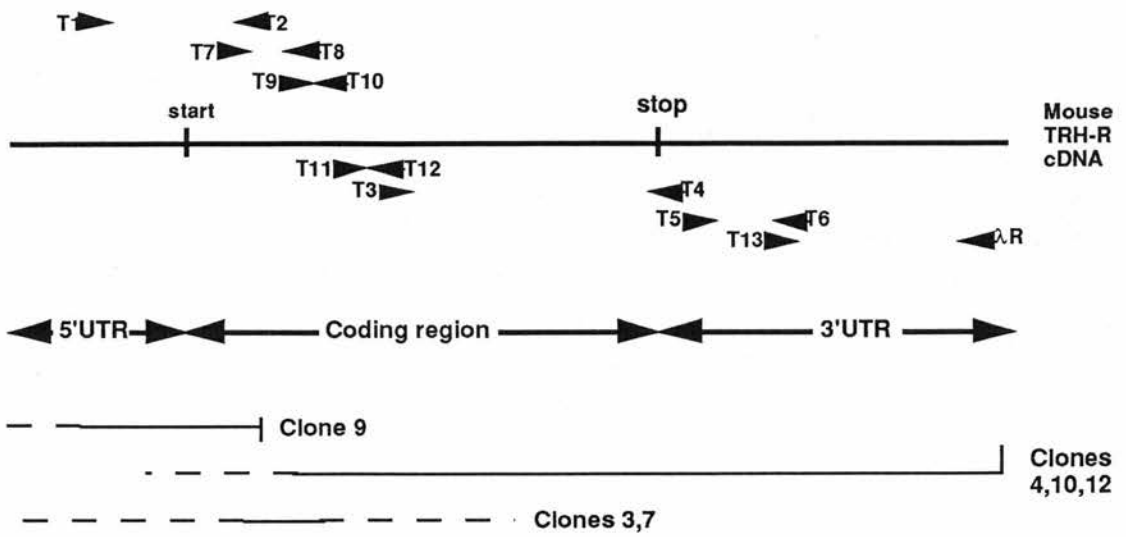 T1 T2
T7 T8
T9 T10
start stop
Mouse
TRH-R
cDNA
T11 T12
T3 T4
T5 T6
T13 λR
5'UTR Coding region 3'UTR
Clone 9
Clones
4,10,12
Clones 3,7